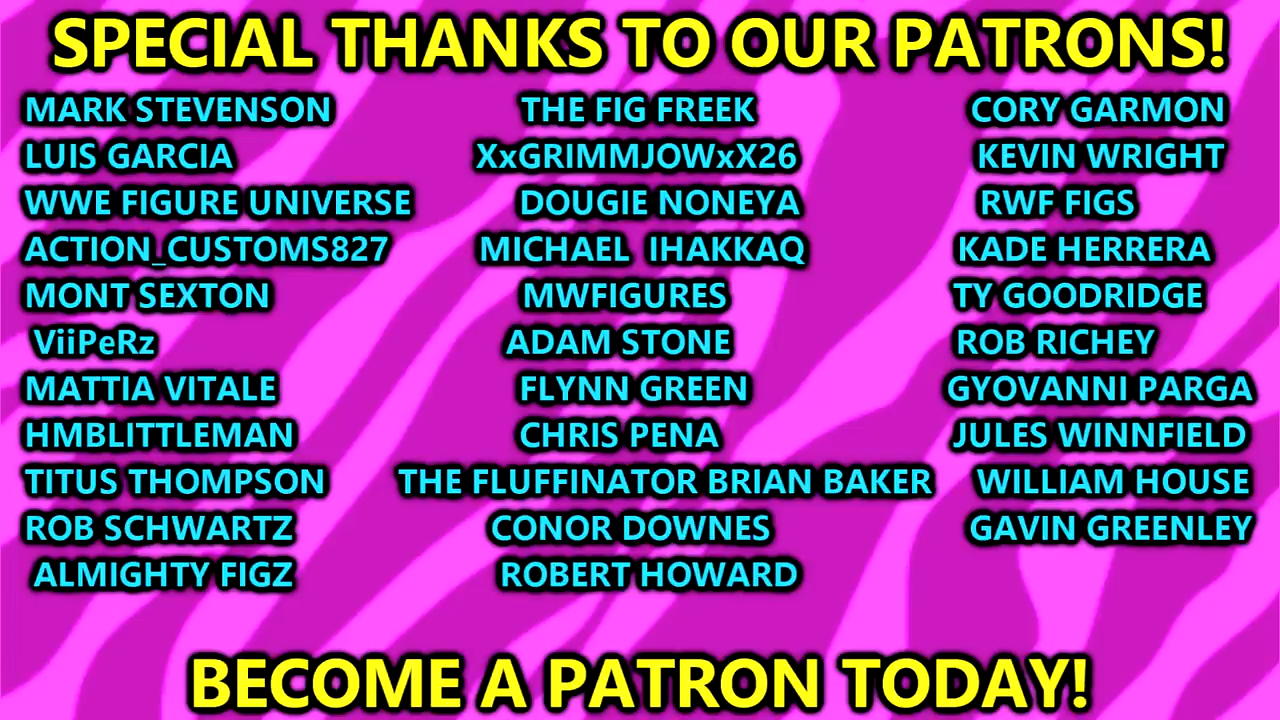 SPECIAL THANKS TO OUR PATRONS!
MARK STEVENSON THE FIG FREEK CORY GARMON
LUIS GARCIA XxGRIMMJOWxX26 KEVIN WRIGHT
WWE FIGURE UNIVERSE DOUGIE NONEYA RWF FIGS
ACTION_CUSTOMS827 MICHAEL IHAKKAQ KADE HERRERA
MONT SEXTON MWFIGURES TY GOODRIDGE
ViiPeRz ADAM STONE ROB RICHEY
MATTIA VITALE FLYNN GREEN GYOVANNI PARGA
HMBLITTLEMAN CHRIS PENA JULES WINNFIELD
TITUS THOMPSON THE FLUFFINATOR BRIAN BAKER WILLIAM HOUSE
ROB SCHWARTZ CONOR DOWNES GAVIN GREENLEY
ALMIGHTY FIGZ ROBERT HOWARD
BECOME A PATRON TODAY!